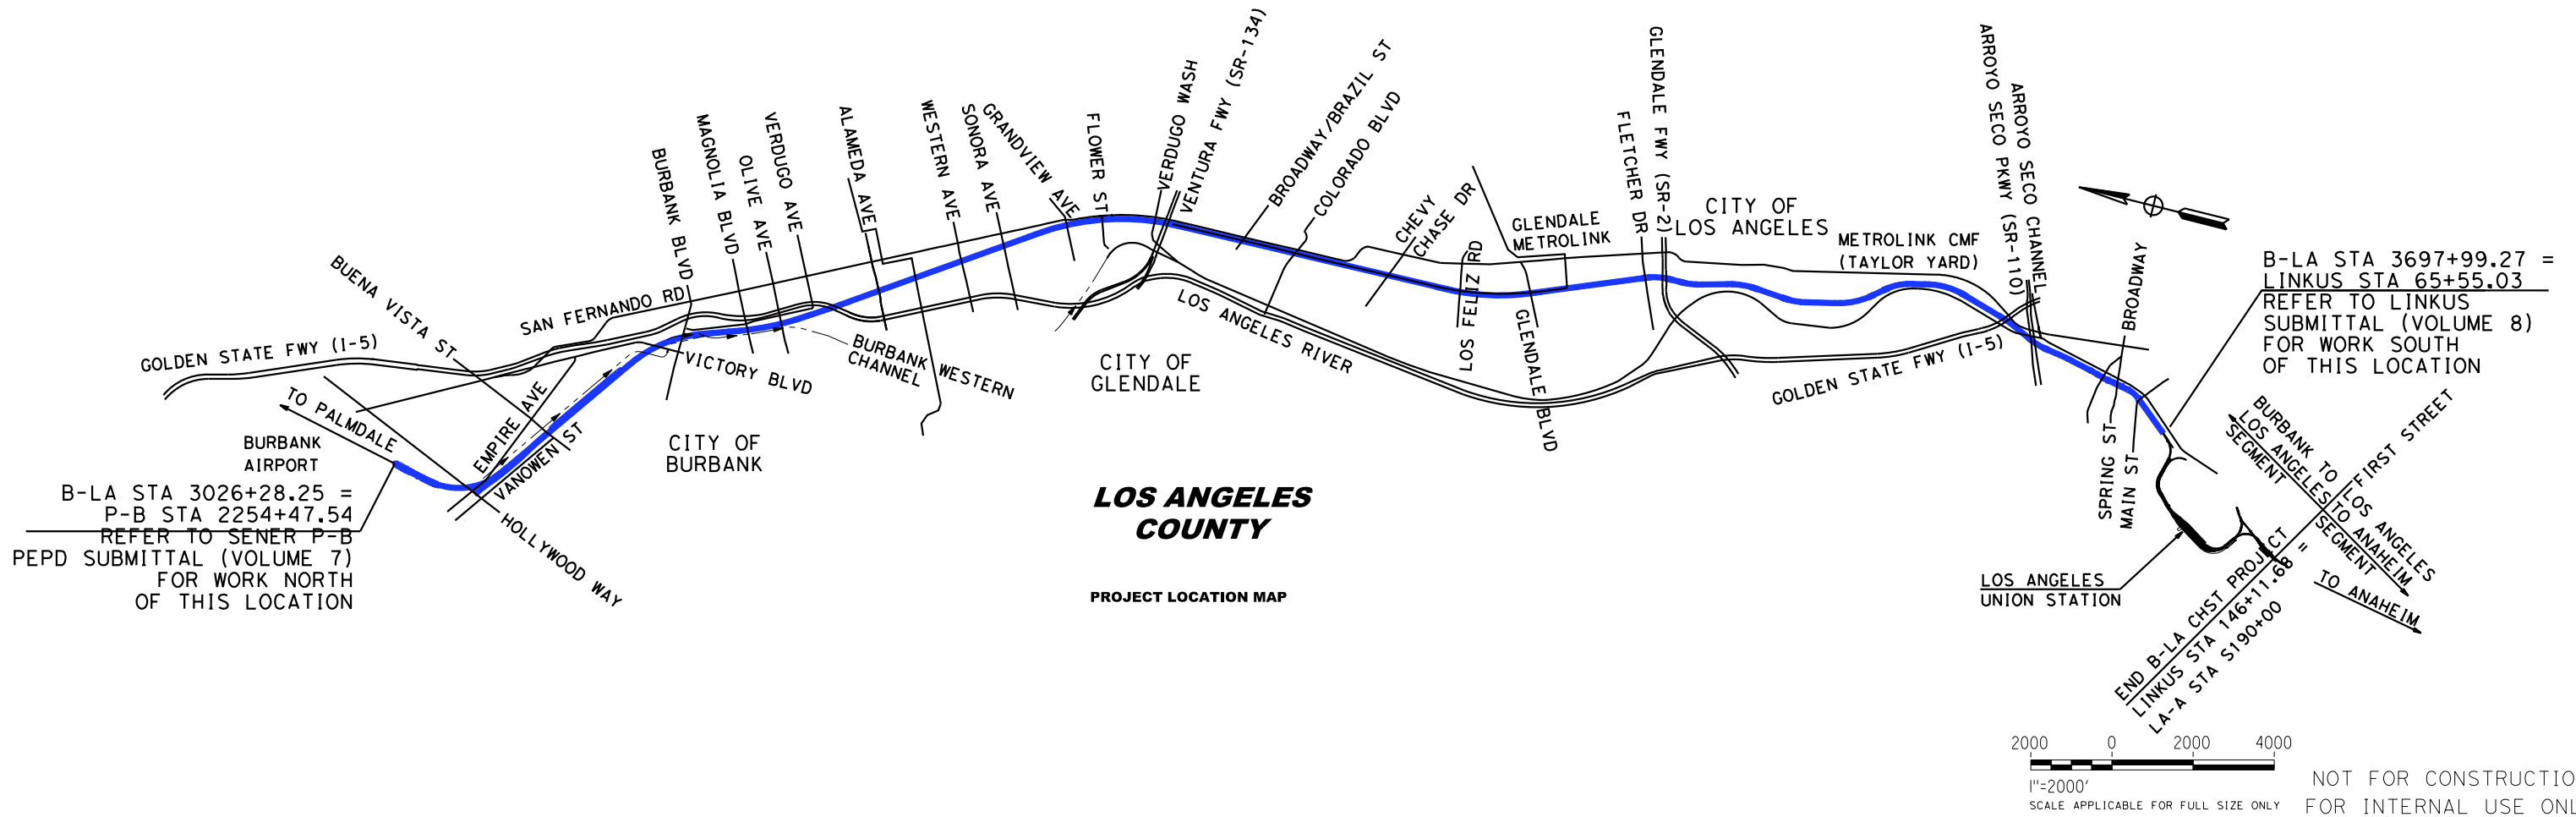 GOLDEN STATE FWY (I-5)
TO PALMDALE
BURBANK
AIRPORT
B-LA STA 3026+28.25 =
P-B STA 2254+47.54
REFER TO SENER P-B
PEPD SUBMITTAL (VOLUME 7)
FOR WORK NORTH
OF THIS LOCATION
BUENA VISTA ST
SAN FERNANDO RD
EMPIRE AVE
VANOWEN ST
HOLLYWOOD WAY
BURBANK BLVD
MAGNOLIA BLVD
OLIVE AVE
VERDUGO AVE
VICTORY BLVD
CITY OF
BURBANK
ALAMEDA AVE
BURBANK WESTERN
CHANNEL
WESTERN AVE
SONORA AVE
GRANDVIEW AVE
FLOWER ST
VERDUGO WASH
VENTURA FWY (SR-134)
CITY OF
GLENDALE
LOS ANGELES RIVER
BROADWAY/BRAZIL ST
COLORADO BLVD
CHEVY
CHASE DR
LOS FELIZ RD
GLENDALE
METROLINK
GLENDALE BLVD
FLETCHER DR
GLENDALE FWY (SR-2)
CITY OF
LOS ANGELES
METROLINK CMF
(TAYLOR YARD)
GOLDEN STATE FWY (I-5)
ARROYO SECO PKWY (SR-110)
ARROYO SECO CHANNEL
BROADWAY
SPRING ST
MAIN ST
B-LA STA 3697+99.27 =
LINKUS STA 65+55.03
REFER TO LINKUS
SUBMITTAL (VOLUME 8)
FOR WORK SOUTH
OF THIS LOCATION
BURBANK TO LOS ANGELES
SEGMENT
LOS ANGELES TO ANAHEIM
SEGMENT
FIRST STREET
LOS ANGELES
UNION STATION
END B-LA CHST PROJECT
LINKUS STA 146+11.68 =
LA-A STA S190+00
TO ANAHEIM
LOS ANGELES
COUNTY
PROJECT LOCATION MAP
2000 0 2000 4000
1"=2000'
SCALE APPLICABLE FOR FULL SIZE ONLY
NOT FOR CONSTRUCTIO
FOR INTERNAL USE ONL